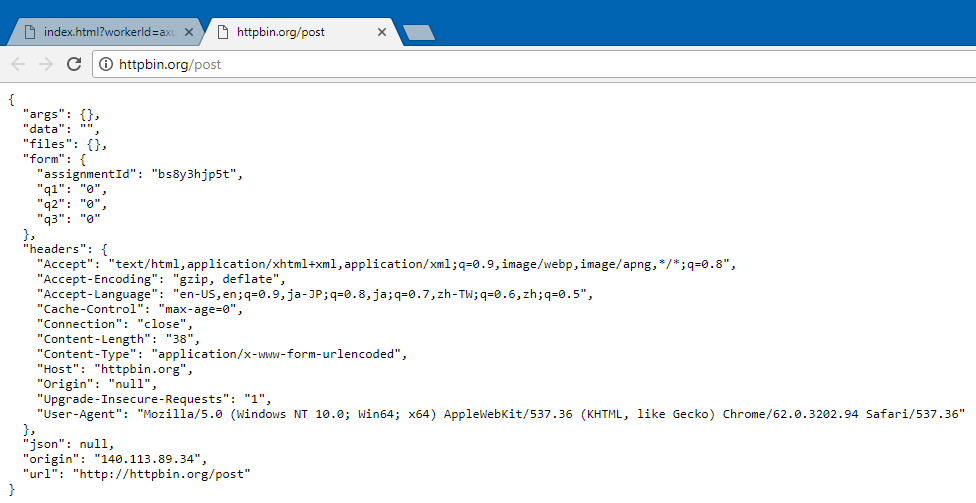 index.html?workerId=axu
httpbin.org/post
httpbin.org/post
{
  "args": {},
  "data": "",
  "files": {},
  "form": {
    "assignmentId": "bs8y3hjp5t",
    "q1": "0",
    "q2": "0",
    "q3": "0"
  },
  "headers": {
    "Accept": "text/html,application/xhtml+xml,application/xml;q=0.9,image/webp,image/apng,*/*;q=0.8",
    "Accept-Encoding": "gzip, deflate",
    "Accept-Language": "en-US,en;q=0.9,ja-JP;q=0.8,ja;q=0.7,zh-TW;q=0.6,zh;q=0.5",
    "Cache-Control": "max-age=0",
    "Connection": "close",
    "Content-Length": "38",
    "Content-Type": "application/x-www-form-urlencoded",
    "Host": "httpbin.org",
    "Origin": "null",
    "Upgrade-Insecure-Requests": "1",
    "User-Agent": "Mozilla/5.0 (Windows NT 10.0; Win64; x64) AppleWebKit/537.36 (KHTML, like Gecko) Chrome/62.0.3202.94 Safari/537.36"
  },
  "json": null,
  "origin": "140.113.89.34",
  "url": "http://httpbin.org/post"
}